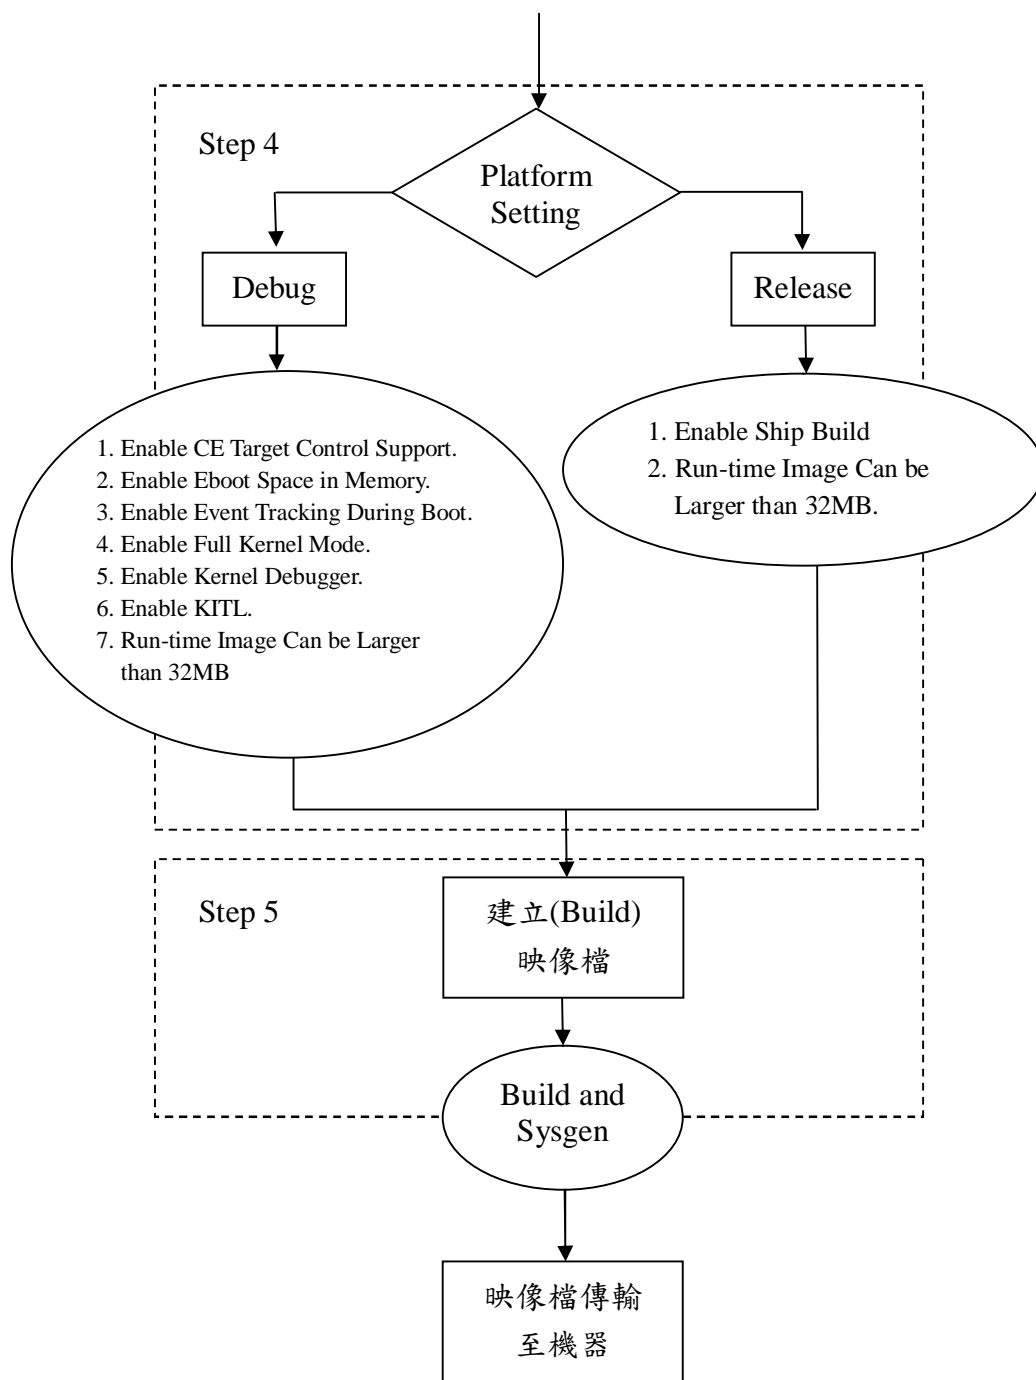 Step 4
Platform
Setting
Debug
Release
1. Enable CE Target Control Support.
2. Enable Eboot Space in Memory.
3. Enable Event Tracking During Boot.
4. Enable Full Kernel Mode.
5. Enable Kernel Debugger.
6. Enable KITL.
7. Run-time Image Can be Larger
than 32MB
1. Enable Ship Build
2. Run-time Image Can be
Larger than 32MB.
Step 5
建立(Build)
映像檔
Build and
Sysgen
映像檔傳輸
至機器